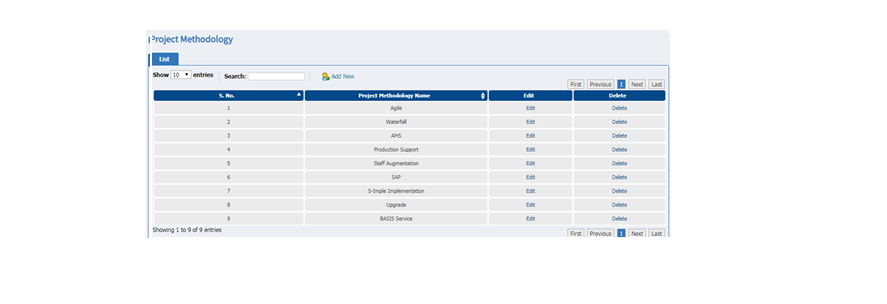 Project Methodology
List
Show 10 entries Search: Add New
First Previous 1 Next Last
S. No. Project Methodology Name Edit Delete
1 Agile Edit Delete
2 Waterfall Edit Delete
3 AMS Edit Delete
4 Production Support Edit Delete
5 Staff Augmentation Edit Delete
6 SAP Edit Delete
7 S-Imple Implementation Edit Delete
8 Upgrade Edit Delete
9 BASIS Service Edit Delete
Showing 1 to 9 of 9 entries
First Previous 1 Next Last